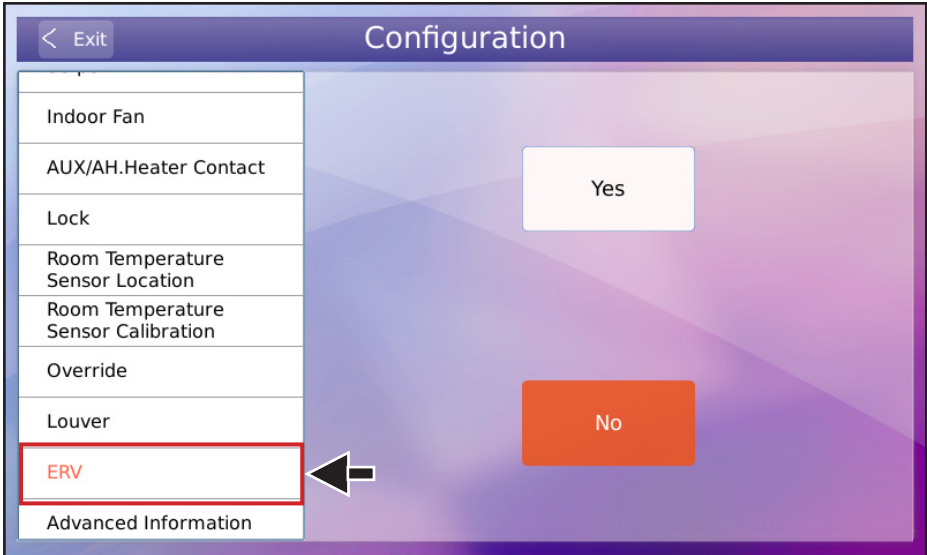 Exit
Configuration
Indoor Fan
AUX/AH.Heater Contact
Lock
Room Temperature
Sensor Location
Room Temperature
Sensor Calibration
Override
Louver
ERV
Advanced Information
Yes
No